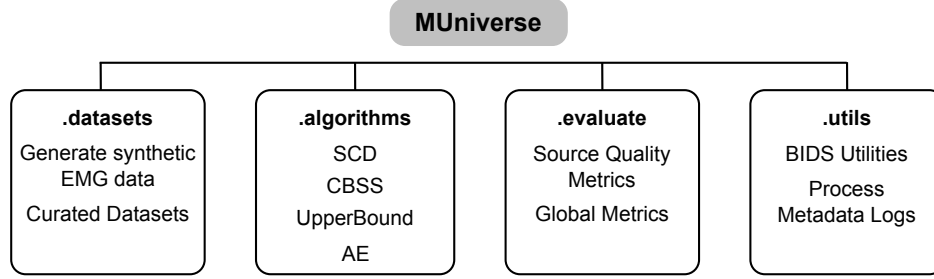 MUniverse
.datasets
Generate synthetic
EMG data
Curated Datasets
.algorithms
SCD
CBSS
UpperBound
AE
.evaluate
Source Quality
Metrics
Global Metrics
.utils
BIDS Utilities
Process
Metadata Logs